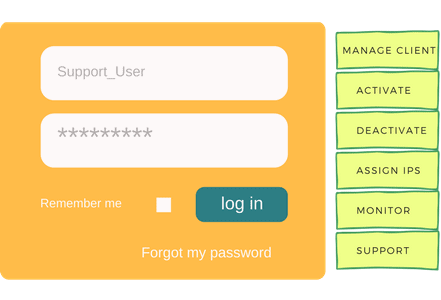 Support_User
*********
Remember me
log in
Forgot my password
MANAGE CLIENT
ACTIVATE
DEACTIVATE
ASSIGN IPS
MONITOR
SUPPORT